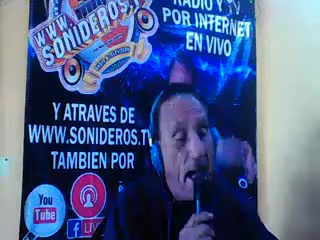 WWW.
SONIDEROS.
RADIO Y TV
POR INTERNET
EN VIVO
Y ATRAVES DE
WWW.SONIDEROS.TV
TAMBIEN POR
You
Tube
f LIVE